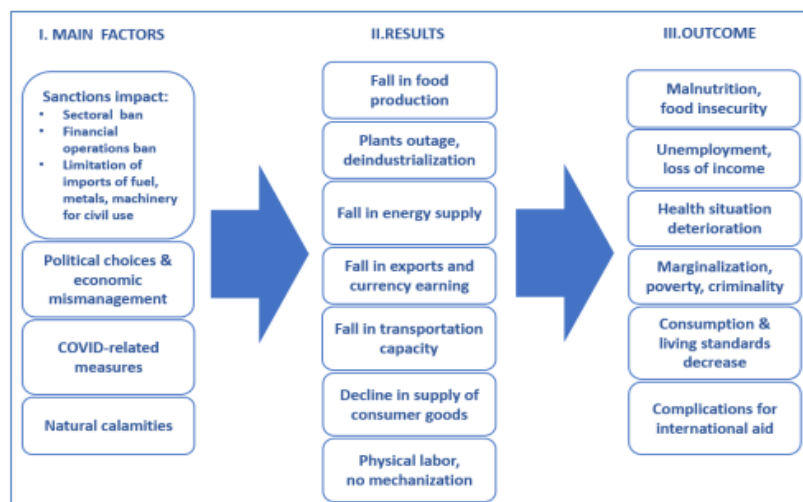 I. MAIN FACTORS
Sanctions impact:
• Sectoral ban
• Financial
operations ban
• Limitation of
imports of fuel,
metals, machinery
for civil use
Political choices &
economic
mismanagement
COVID-related
measures
Natural calamities
II.RESULTS
Fall in food
production
Plants outage,
deindustrialization
Fall in energy supply
Fall in exports and
currency earning
Fall in transportation
capacity
Decline in supply of
consumer goods
Physical labor,
no mechanization
III.OUTCOME
Malnutrition,
food insecurity
Unemployment,
loss of income
Health situation
deterioration
Marginalization,
poverty, criminality
Consumption &
living standards
decrease
Complications for
international aid